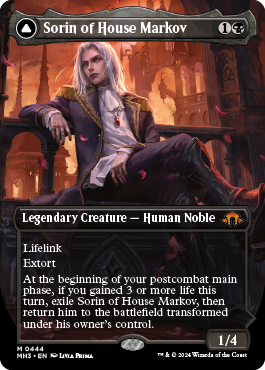 Sorin of House Markov 1
Legendary Creature — Human Noble
Lifelink
Extort
At the beginning of your postcombat main
phase, if you gained 3 or more life this
turn, exile Sorin of House Markov, then
return him to the battlefield transformed
under his owner's control.
1/4
M 0444
MH3 • EN LIVIA PRIMA
™ & © 2024 Wizards of the Coast